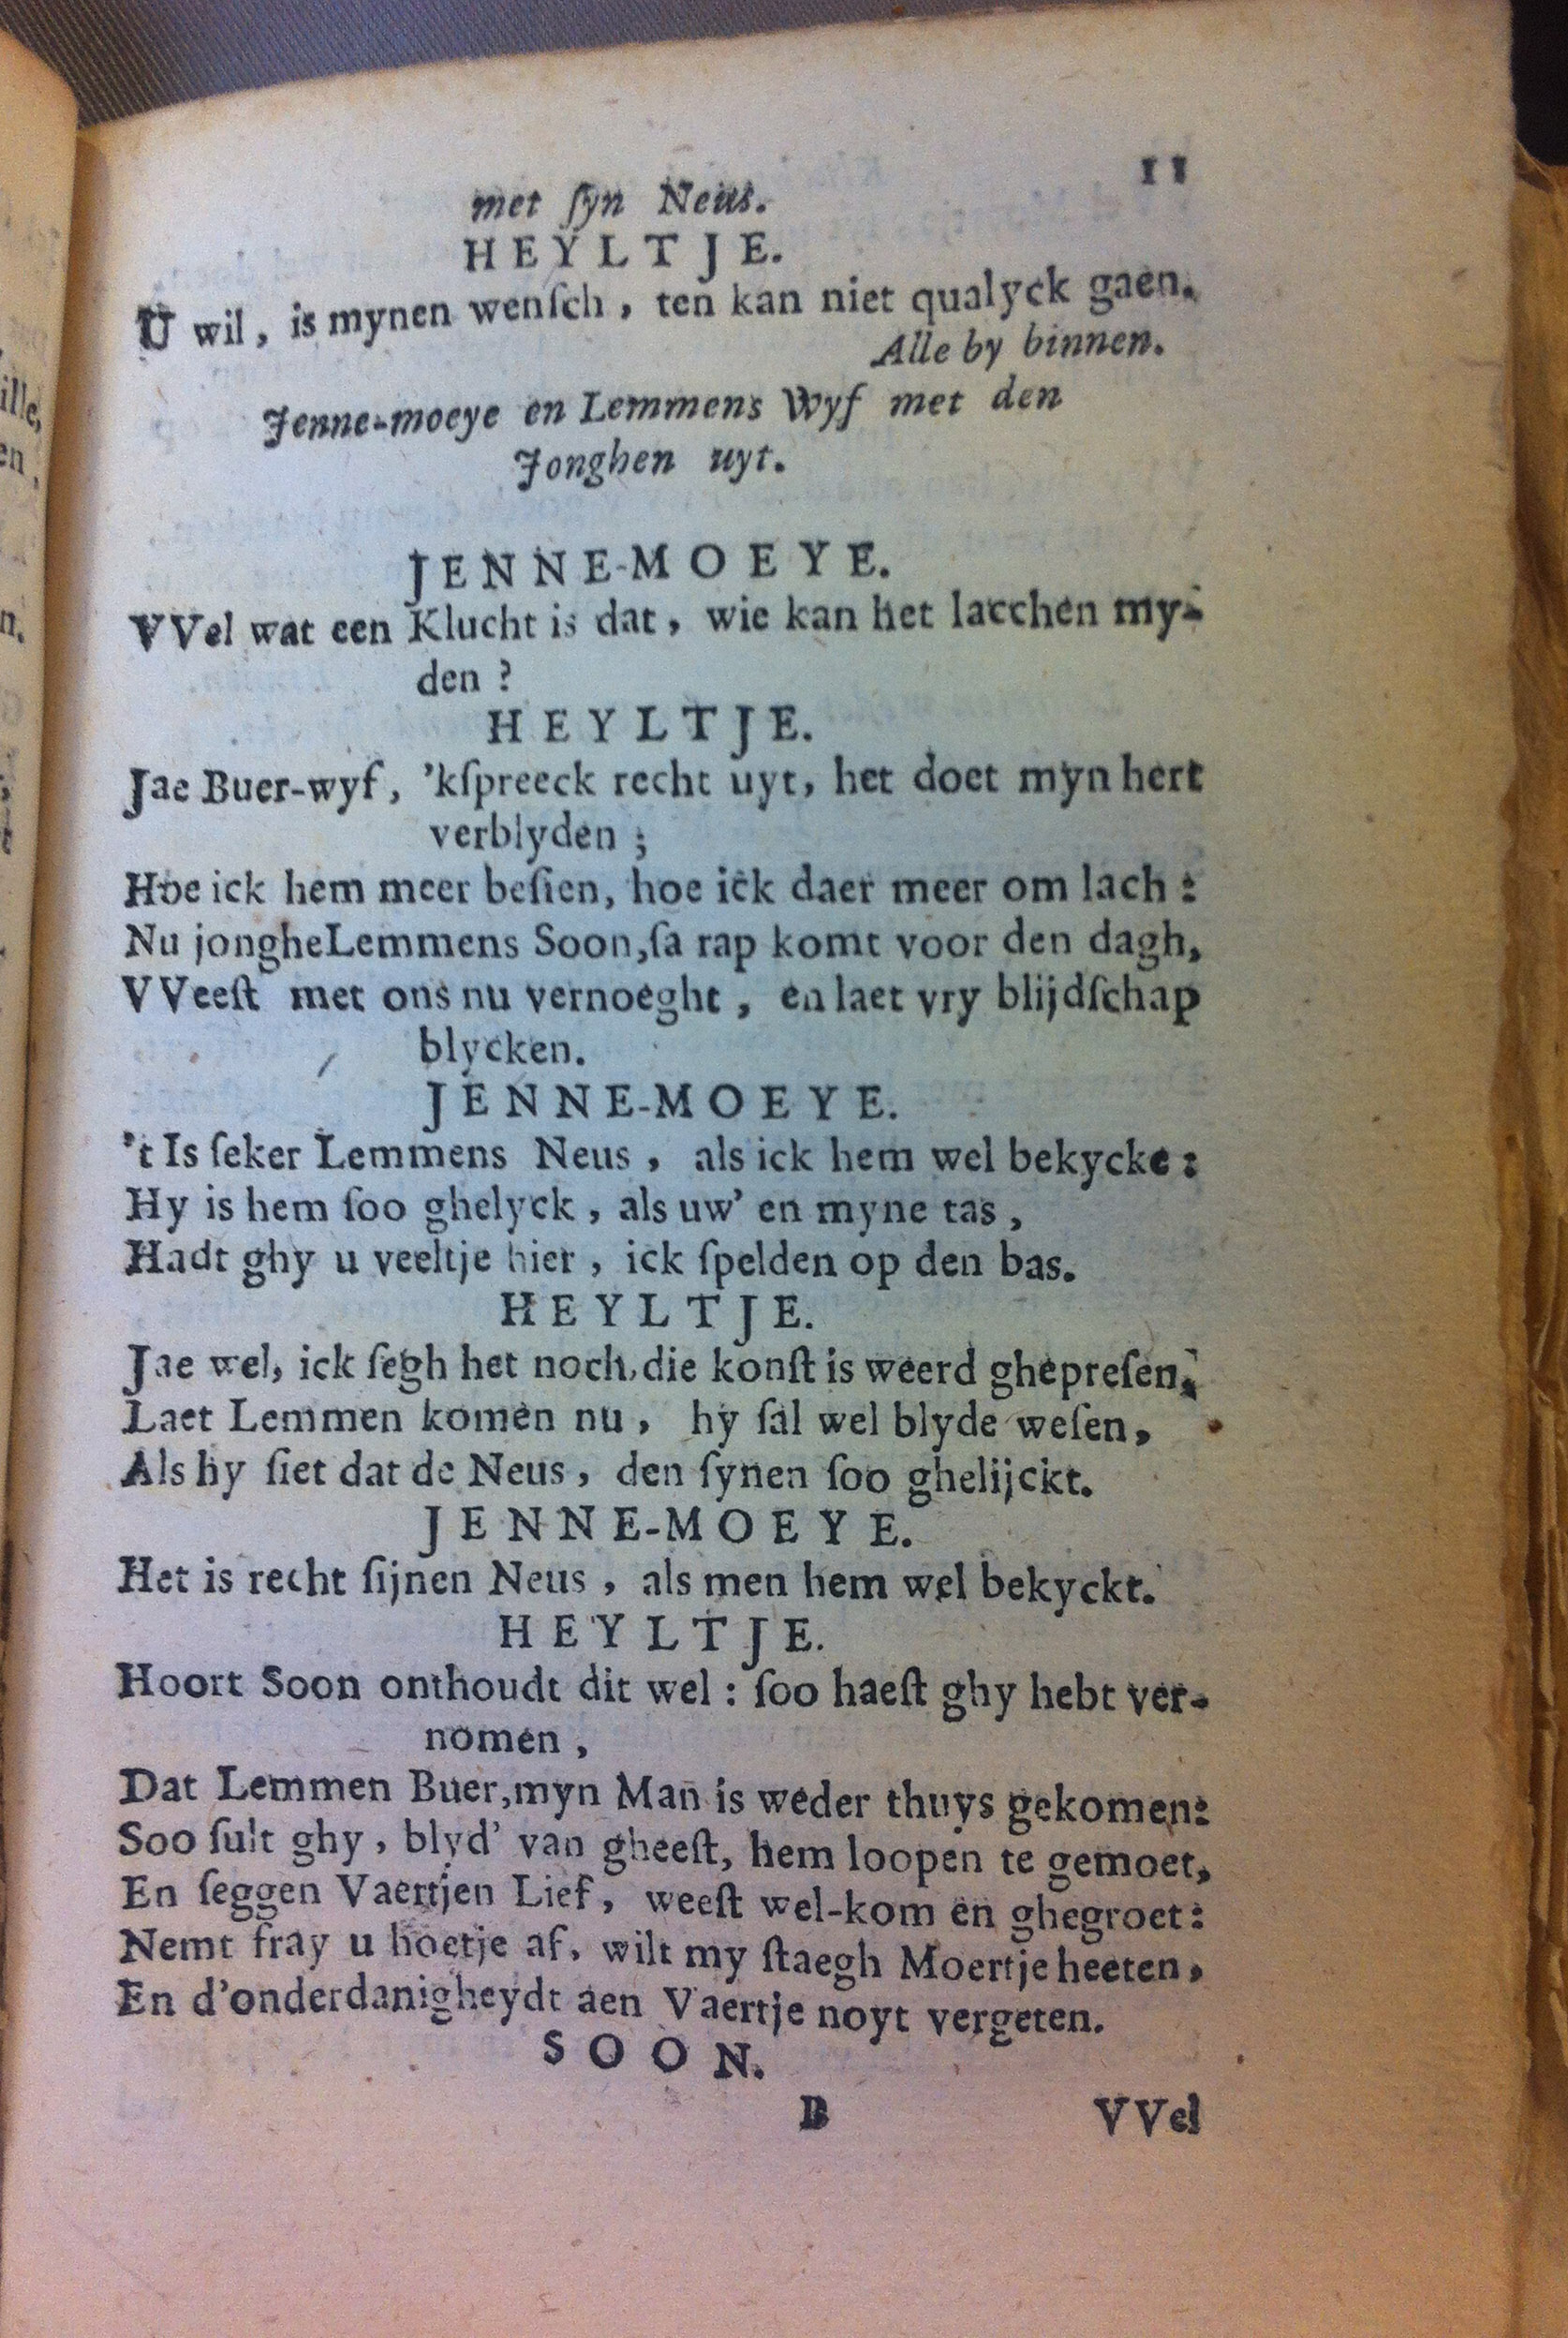 11
met ſyn Neus.
HEYLTJE.
U wil, is mynen wenſch, ten kan niet qualyck gaen.
Alle by binnen.
Jenne-moeye en Lemmens Wyf met den
Jonghen uyt.
JENNE-MOEYE.
VVel wat een Klucht is dat, wie kan het lacchen my-
den?
HEYLTJE.
Jae Buer-wyf, 'kſpreeck recht uyt, het doet myn hert
verblyden;
Hoe ick hem meer beſien, hoe ick daer meer om lach:
Nu jongheLemmens Soon,ſa rap komt voor den dagh,
VVeeſt met ons nu vernoeght, en laet vry blijdſchap
blycken.
JENNE-MOEYE.
't Is ſeker Lemmens Neus, als ick hem wel bekycke:
Hy is hem ſoo ghelyck, als uw' en myne tas,
Hadt ghy u veeltje hier, ick ſpelden op den bas.
HEYLTJE.
Jae wel, ick ſegh het noch, die konſt is weerd ghepreſen,
Laet Lemmen komen nu, hy ſal wel blyde weſen,
Als hy ſiet dat de Neus, den ſynen ſoo ghelijckt.
JENNE-MOEYE.
Het is recht ſijnen Neus, als men hem wel bekyckt.
HEYLTJE.
Hoort Soon onthoudt dit wel: ſoo haeſt ghy hebt ver-
nomen,
Dat Lemmen Buer,myn Man is weder thuys gekomen:
Soo ſult ghy, blyd' van gheeſt, hem loopen te gemoet,
En ſeggen Vaertjen Lief, weeſt wel-kom en ghegroet:
Nemt fray u hoetje af, wilt my ſtaegh Moertje heeten,
En d'onderdanigheydt aen Vaertje noyt vergeten.
SOON.
B VVel